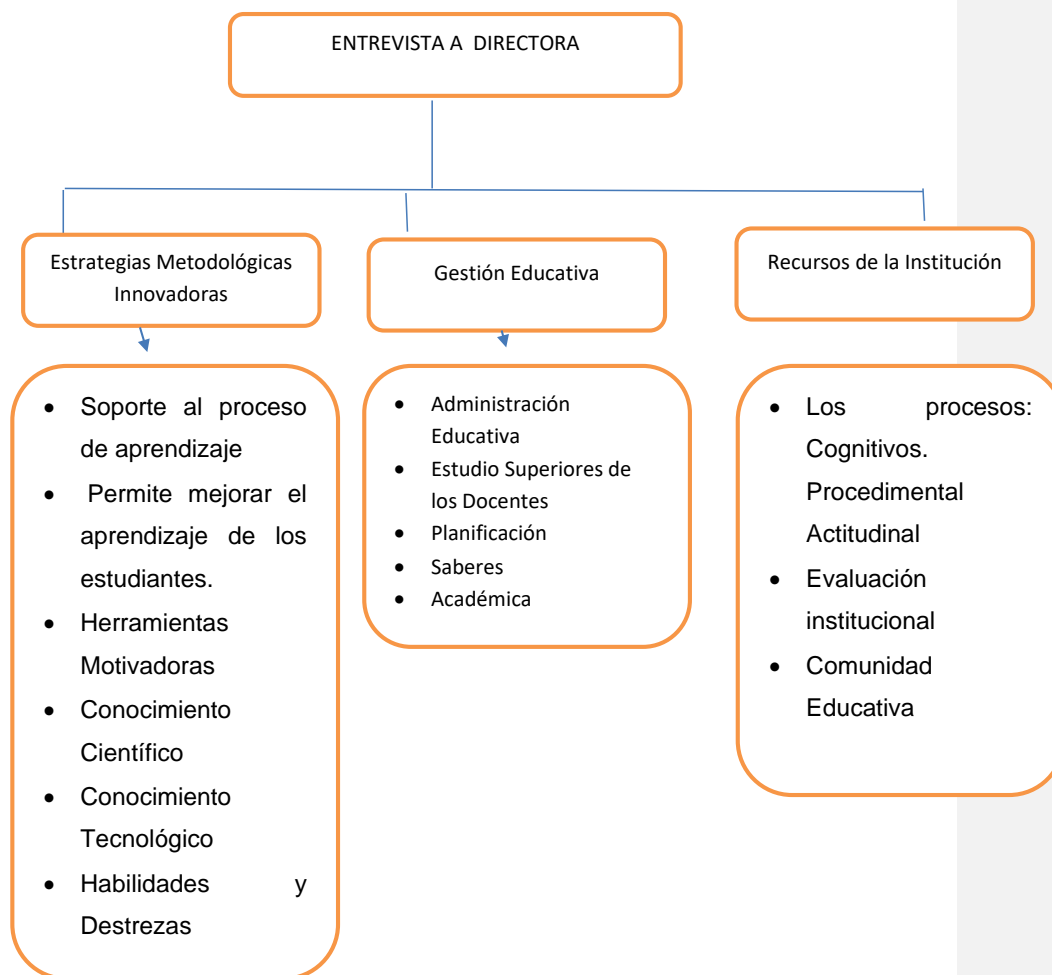 ENTREVISTA A DIRECTORA
Estrategias Metodológicas
Innovadoras
Gestión Educativa
Recursos de la Institución
• Soporte al proceso
de aprendizaje
• Permite mejorar el
aprendizaje de los
estudiantes.
• Herramientas
Motivadoras
• Conocimiento
Científico
• Conocimiento
Tecnológico
• Habilidades y
Destrezas
• Administración
Educativa
• Estudio Superiores de
los Docentes
• Planificación
• Saberes
• Académica
• Los procesos:
Cognitivos.
Procedimental
Actitudinal
• Evaluación
institucional
• Comunidad
Educativa